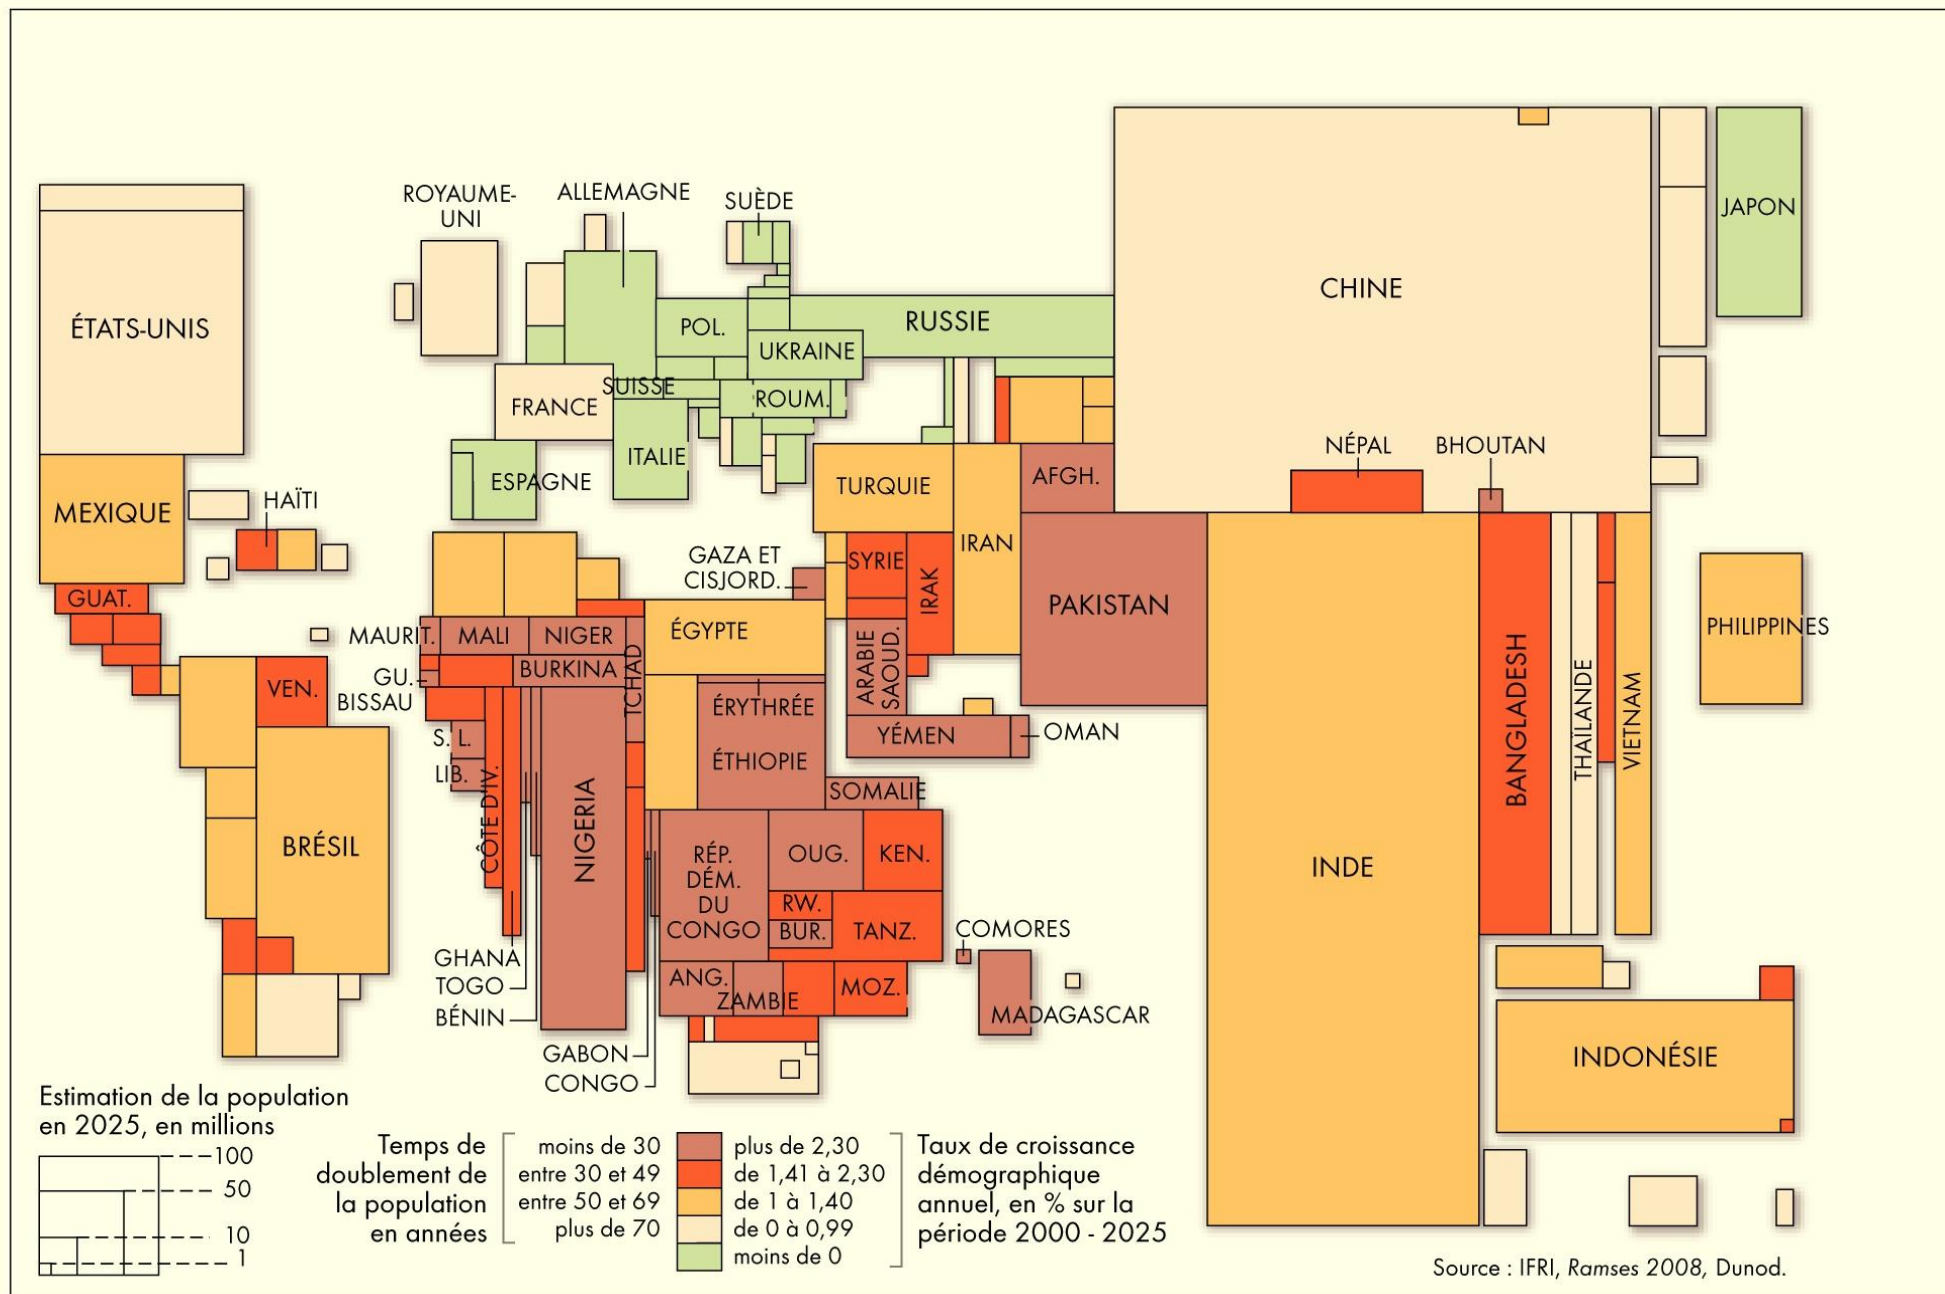 ROYAUME-
UNI
ALLEMAGNE
SUÈDE
JAPON
CHINE
ÉTATS-UNIS
RUSSIE
POL.
UKRAINE
SUISSE
FRANCE
ROUM.
ITALIE
ESPAGNE
TURQUIE
AFGH.
NÉPAL
BHOUTAN
MEXIQUE
HAÏTI
GAZA ET
CISJORD.
SYRIE
IRAK
IRAN
PAKISTAN
GUAT.
MAURIT.
MALI
NIGER
ÉGYPTE
PHILIPPINES
GU.
BISSAU
BURKINA
TCHAD
ARABIE
SAOUD.
VEN.
ÉRYTHRÉE
YÉMEN
OMAN
BANGLADESH
THAÏLANDE
VIETNAM
S. L.
LIB.
CÔTE D'IV.
NIGERIA
ÉTHIOPIE
SOMALIE
BRÉSIL
RÉP.
DÉM.
DU
CONGO
OUG.
KEN.
INDE
RW.
BUR.
TANZ.
COMORES
GHANA
TOGO
BÉNIN
ANG.
ZAMBIE
MOZ.
MADAGASCAR
GABON
CONGO
INDONÉSIE
Estimation de la population
en 2025, en millions
100
50
10
1
Temps de
doublement de
la population
en années
moins de 30
entre 30 et 49
entre 50 et 69
plus de 70
plus de 2,30
de 1,41 à 2,30
de 1 à 1,40
de 0 à 0,99
moins de 0
Taux de croissance
démographique
annuel, en % sur la
période 2000 - 2025
Source : IFRI, Ramses 2008, Dunod.